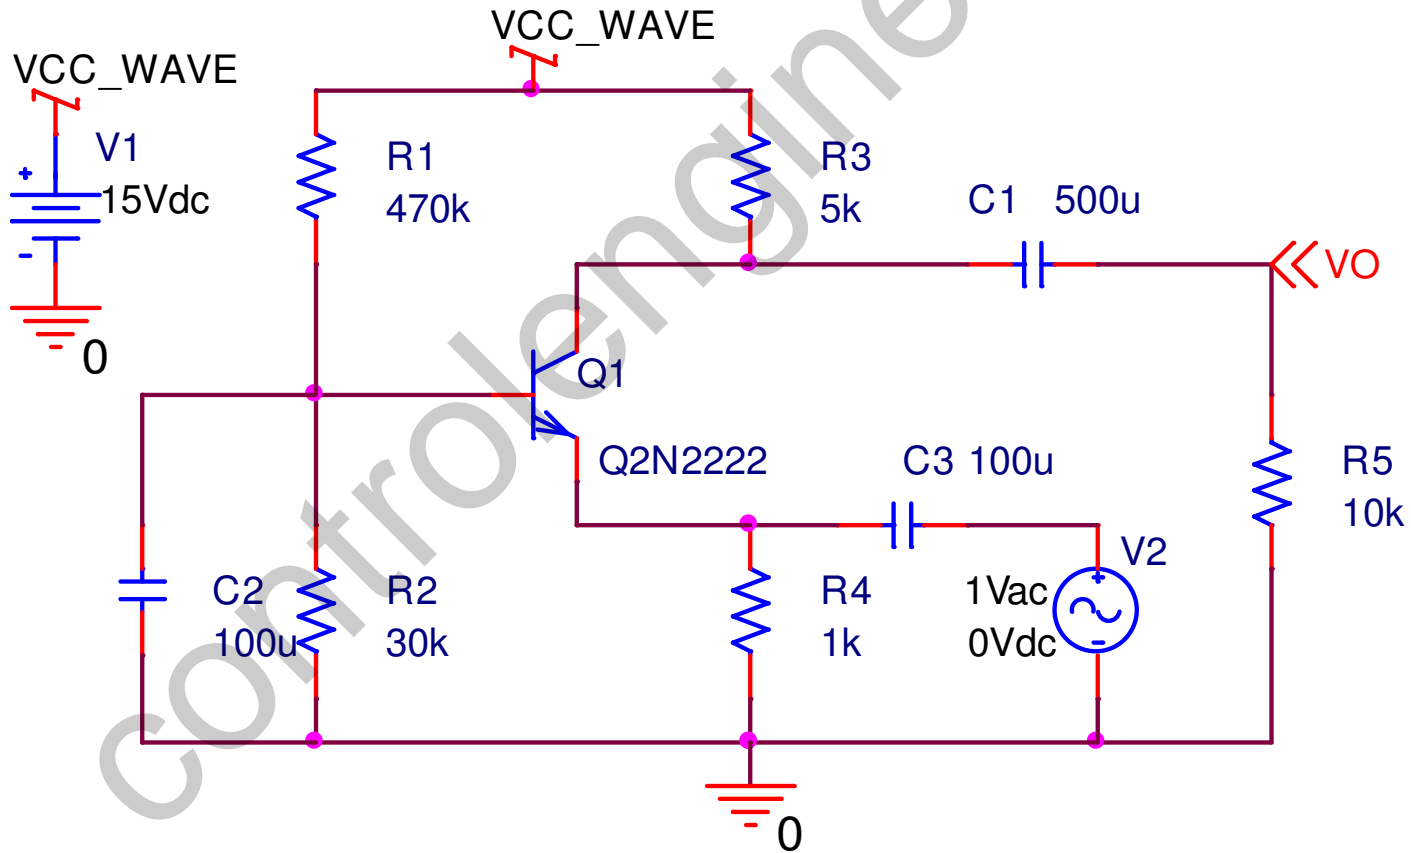 VCC_WAVE
VCC_WAVE
V1
15Vdc
0
R1
470k
R3
5k
C1 500u
VO
Q1
Q2N2222
C3 100u
R5
10k
C2
100u
R2
30k
R4
1k
V2
1Vac
0Vdc
0
controlengine